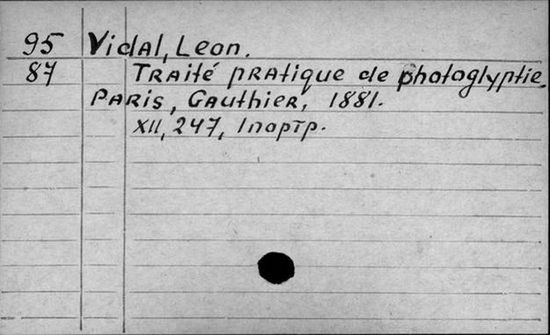 95 Vidal, Leon.
87 Traité pratique de photoglyptie.
Paris, Gauthier, 1881.
XII, 247, 1 портр.